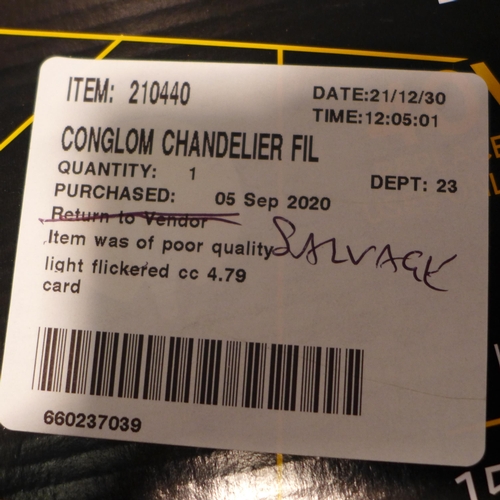 ITEM: 210440
DATE:21/12/30
TIME:12:05:01
CONGLOM CHANDELIER FIL
QUANTITY: 1
DEPT: 23
PURCHASED: 05 Sep 2020
Return to Vendor
Item was of poor quality
SALVAGE
light flickered cc 4.79
card
660237039